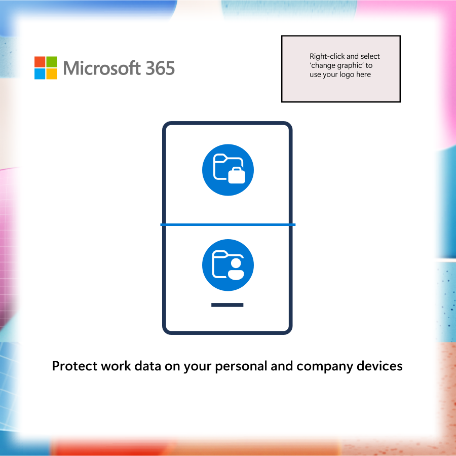 Microsoft 365
Right-click and select
'change graphic' to
use your logo here
Protect work data on your personal and company devices